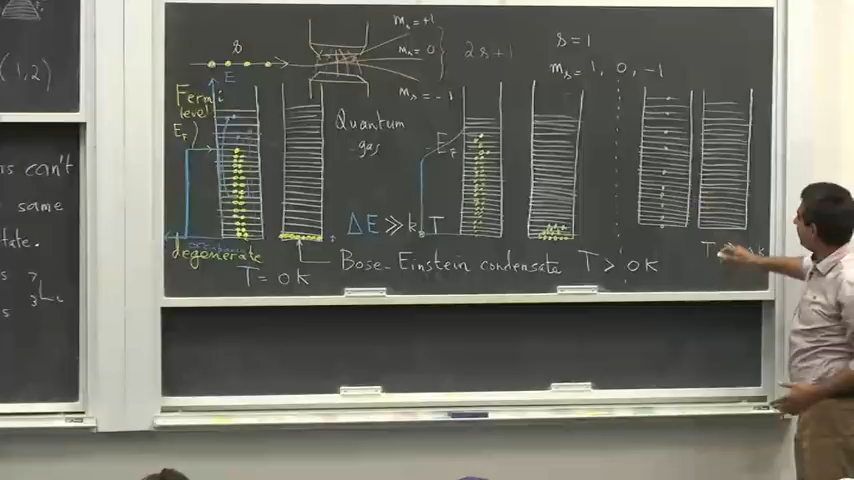 (1,2)
s can't
same
tate.
s
m_s = +1
m_s = 0
m_s = -1
2s+1
s = 1
m_s = 1, 0, -1
E
Fermi
level
E_F
Quantum
gas
E_F
ΔE ≫ k_B T
degenerate
Bose-Einstein condensate
T = 0 K
T > 0 K
T
K